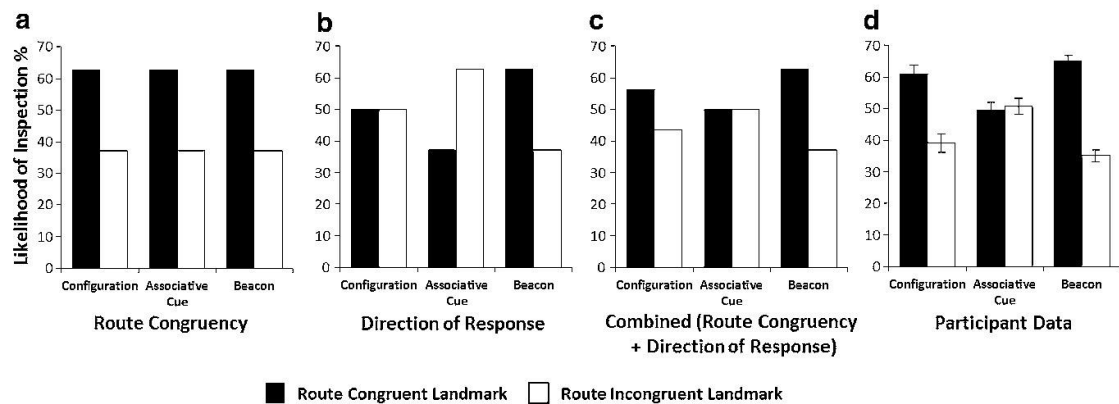 a
b
c
d
Likelihood of Inspection %
70
60
50
40
30
20
10
0
Configuration Associative Cue Beacon
Route Congruency
70
60
50
40
30
20
10
0
Configuration Associative Cue Beacon
Direction of Response
70
60
50
40
30
20
10
0
Configuration Associative Cue Beacon
Combined (Route Congruency
+ Direction of Response)
70
60
50
40
30
20
10
0
Configuration Associative Cue Beacon
Participant Data
Route Congruent Landmark
Route Incongruent Landmark